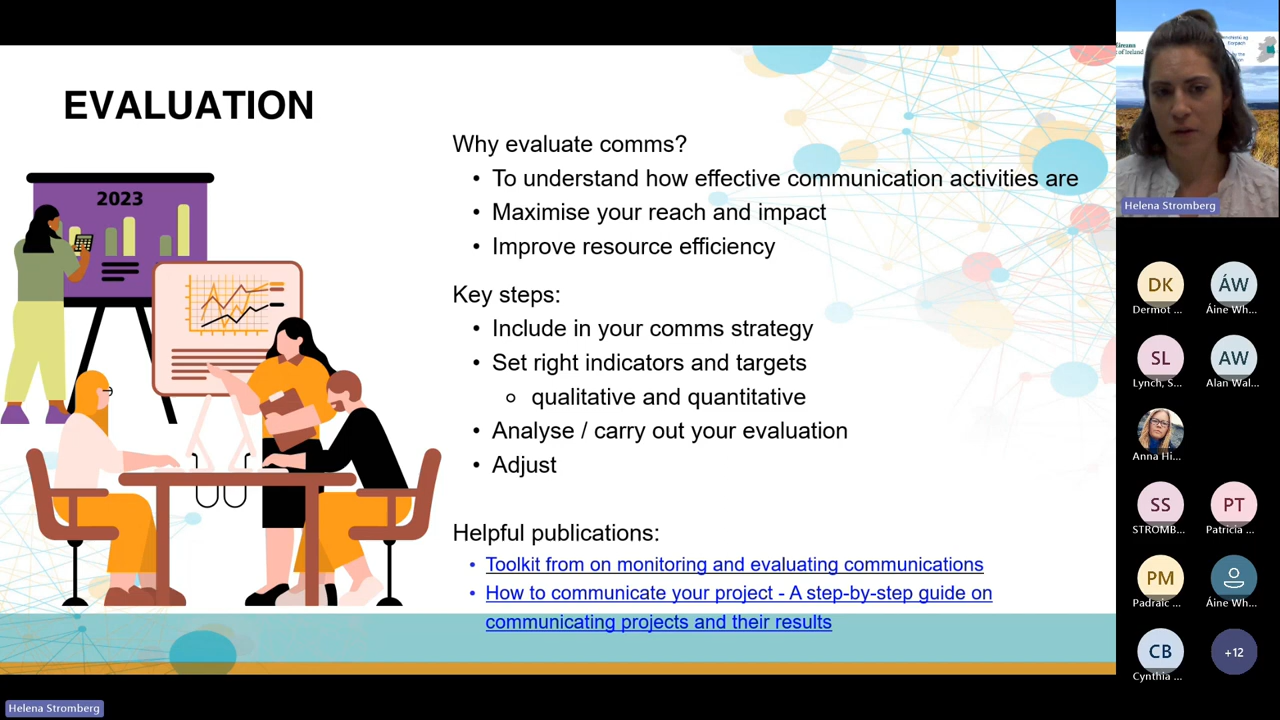 EVALUATION
2023
Why evaluate comms?
• To understand how effective communication activities are
• Maximise your reach and impact
• Improve resource efficiency
Key steps:
• Include in your comms strategy
• Set right indicators and targets
o qualitative and quantitative
• Analyse / carry out your evaluation
• Adjust
Helpful publications:
• Toolkit from on monitoring and evaluating communications
• How to communicate your project - A step-by-step guide on
communicating projects and their results
Helena Stromberg
DK
Dermot ...
ÁW
Áine Wh...
SL
Lynch, S...
AW
Alan Wal...
Anna Hi...
SS
STROMB...
PT
Patricia ...
PM
Padraic ...
Áine Wh...
CB
Cynthia ...
+12
Helena Stromberg